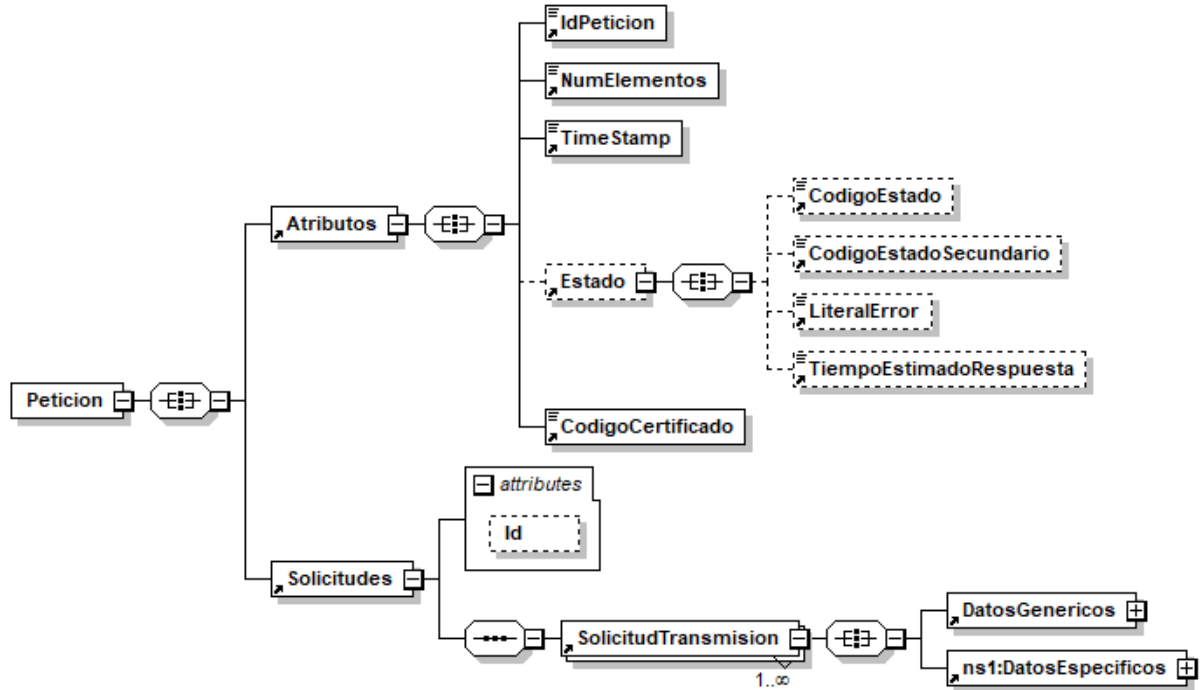 IdPeticion
NumElementos
TimeStamp
CodigoEstado
Atributos
CodigoEstadoSecundario
Estado
LiteralError
TiempoEstimadoRespuesta
Peticion
CodigoCertificado
attributes
Id
Solicitudes
DatosGenericos
SolicitudTransmision
1..∞
ns1:DatosEspecificos